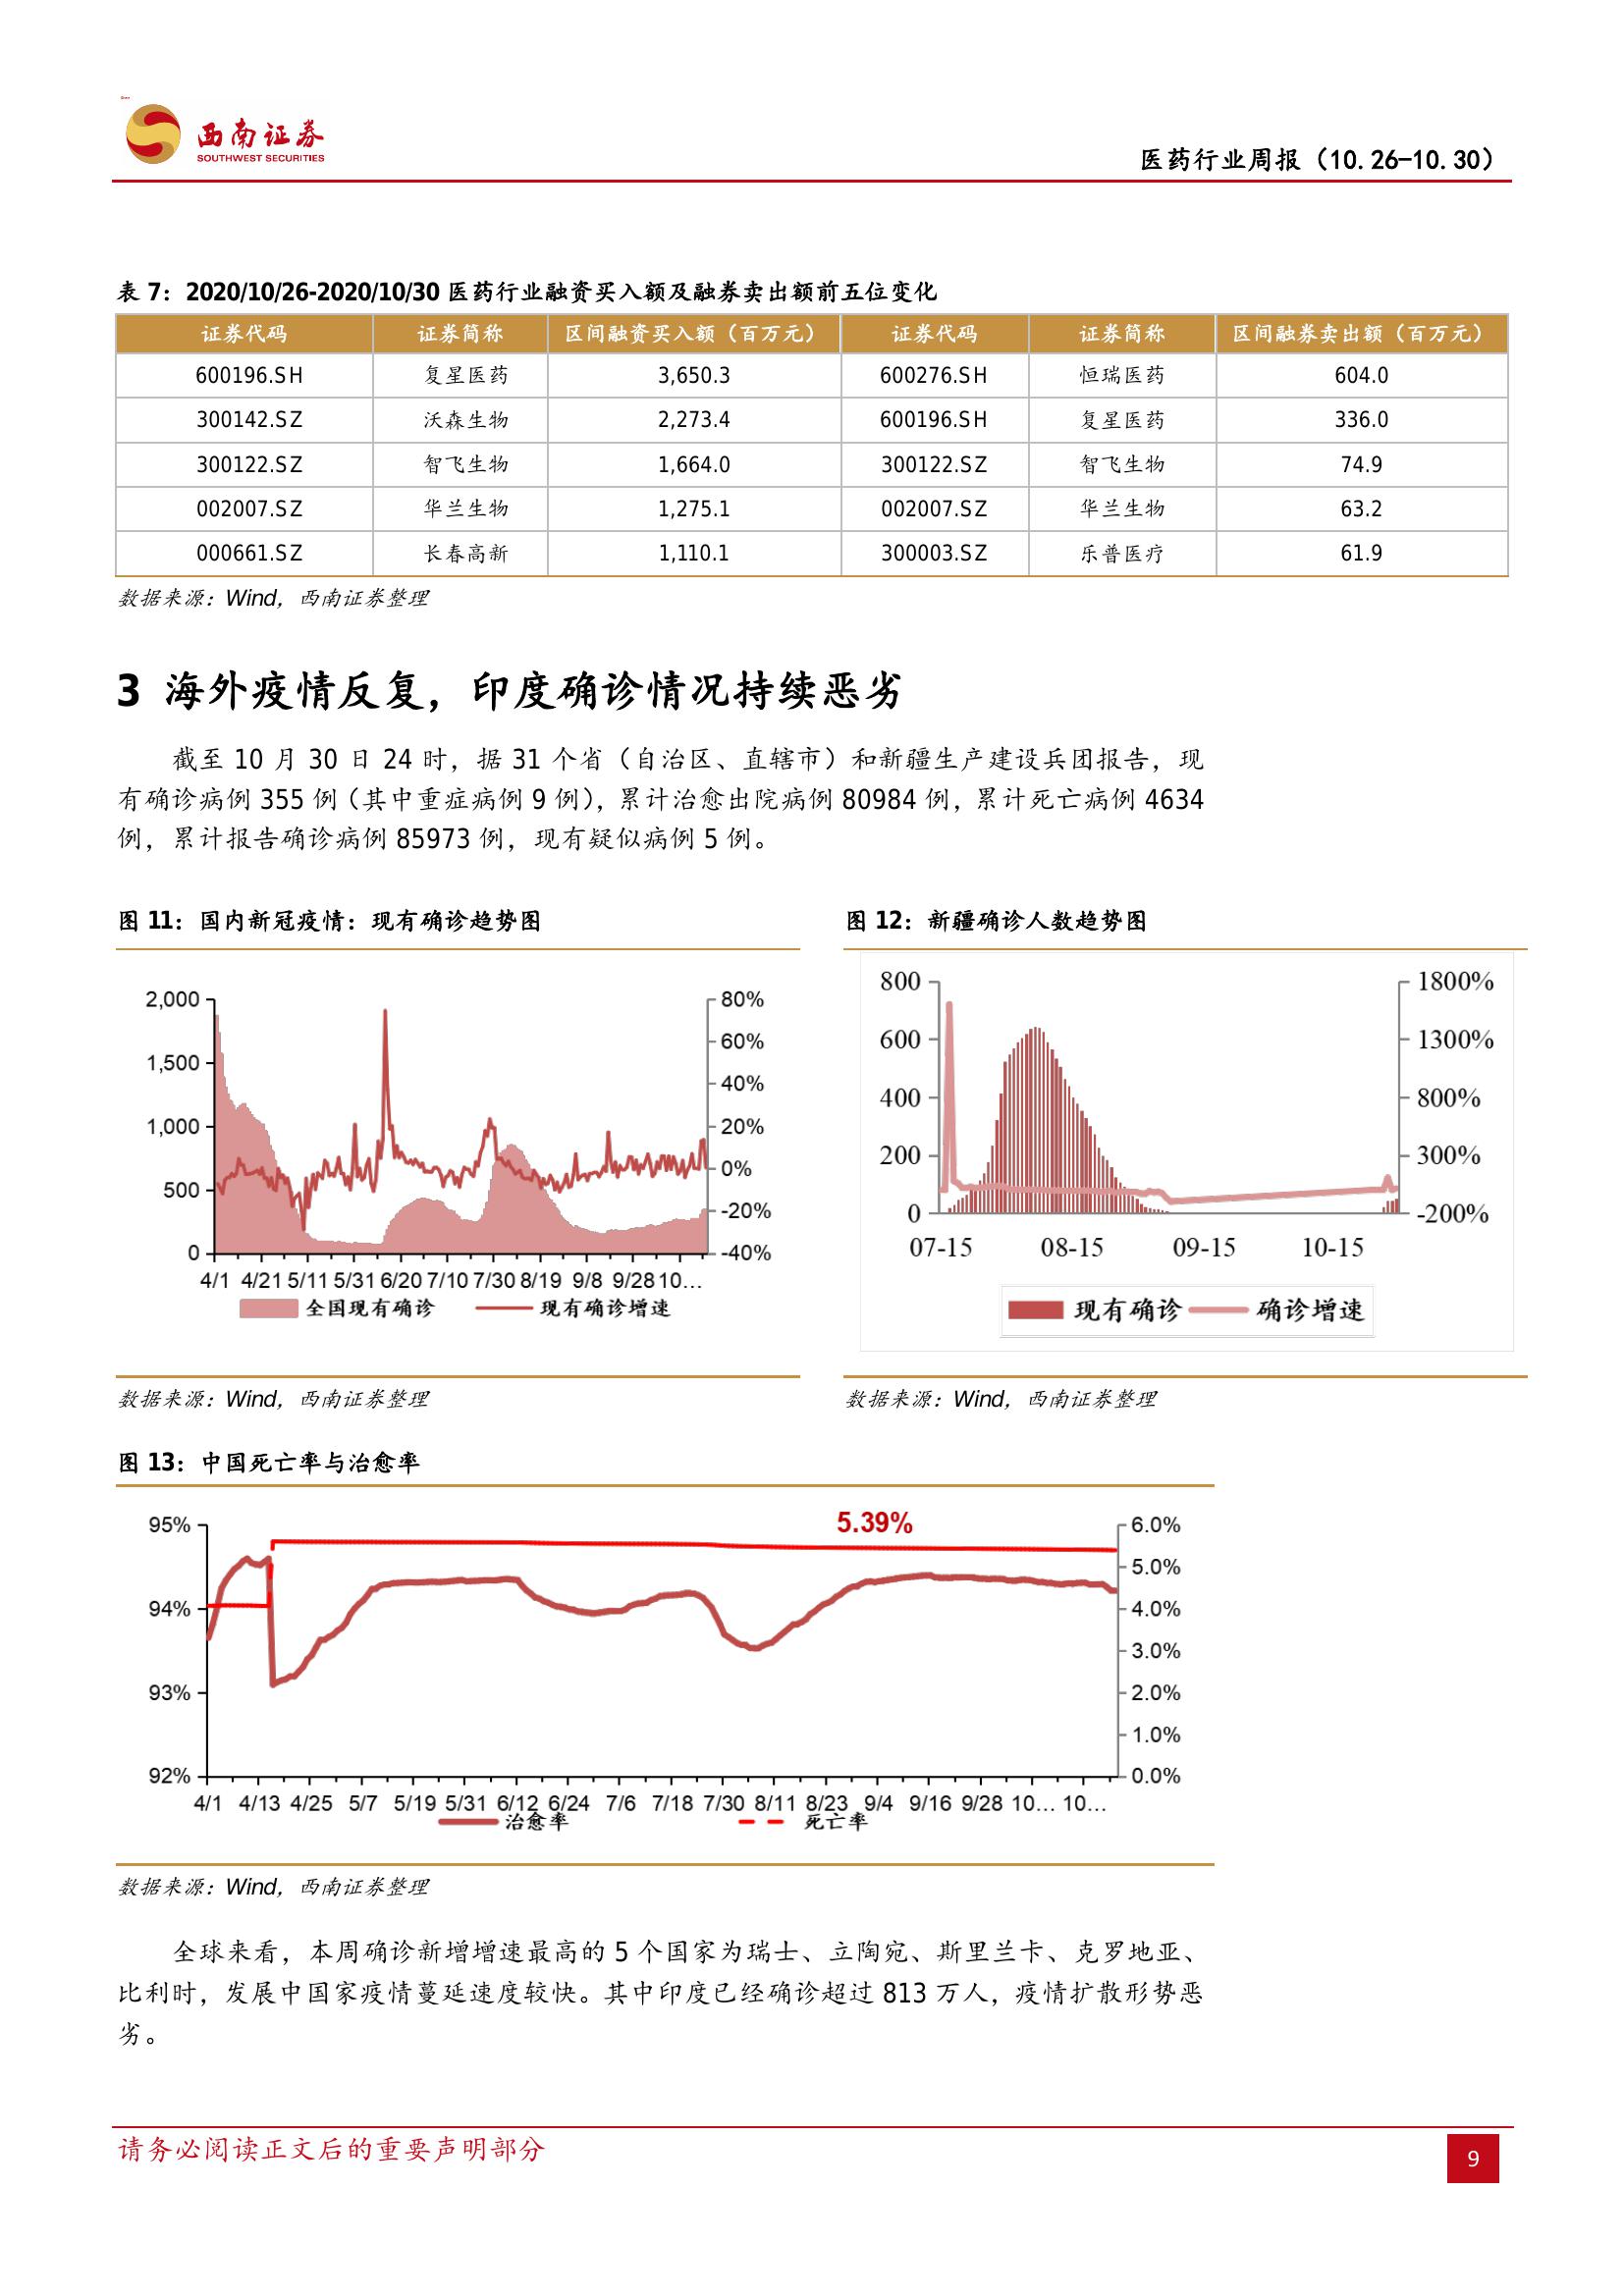 西南证券
SOUTHWEST SECURITIES
医药行业周报（10.26-10.30）
表 7：2020/10/26-2020/10/30 医药行业融资买入额及融券卖出额前五位变化
证券代码 证券简称 区间融资买入额（百万元） 证券代码 证券简称 区间融券卖出额（百万元）
600196.SH 复星医药 3,650.3 600276.SH 恒瑞医药 604.0
300142.SZ 沃森生物 2,273.4 600196.SH 复星医药 336.0
300122.SZ 智飞生物 1,664.0 300122.SZ 智飞生物 74.9
002007.SZ 华兰生物 1,275.1 002007.SZ 华兰生物 63.2
000661.SZ 长春高新 1,110.1 300003.SZ 乐普医疗 61.9
数据来源：Wind，西南证券整理
3 海外疫情反复，印度确诊情况持续恶劣
截至 10 月 30 日 24 时，据 31 个省（自治区、直辖市）和新疆生产建设兵团报告，现
有确诊病例 355 例（其中重症病例 9 例），累计治愈出院病例 80984 例，累计死亡病例 4634
例，累计报告确诊病例 85973 例，现有疑似病例 5 例。
图 11：国内新冠疫情：现有确诊趋势图
2,000
1,500
1,000
500
0
80%
60%
40%
20%
0%
-20%
-40%
4/1 4/21 5/11 5/31 6/20 7/10 7/30 8/19 9/8 9/28 10...
全国现有确诊 现有确诊增速
数据来源：Wind，西南证券整理
图 12：新疆确诊人数趋势图
800
600
400
200
0
1800%
1300%
800%
300%
-200%
07-15 08-15 09-15 10-15
现有确诊 确诊增速
数据来源：Wind，西南证券整理
图 13：中国死亡率与治愈率
95%
94%
93%
92%
5.39%
6.0%
5.0%
4.0%
3.0%
2.0%
1.0%
0.0%
4/1 4/13 4/25 5/7 5/19 5/31 6/12 6/24 7/6 7/18 7/30 8/11 8/23 9/4 9/16 9/28 10... 10...
治愈率 死亡率
数据来源：Wind，西南证券整理
全球来看，本周确诊新增增速最高的 5 个国家为瑞士、立陶宛、斯里兰卡、克罗地亚、
比利时，发展中国家疫情蔓延速度较快。其中印度已经确诊超过 813 万人，疫情扩散形势恶
劣。
请务必阅读正文后的重要声明部分
9